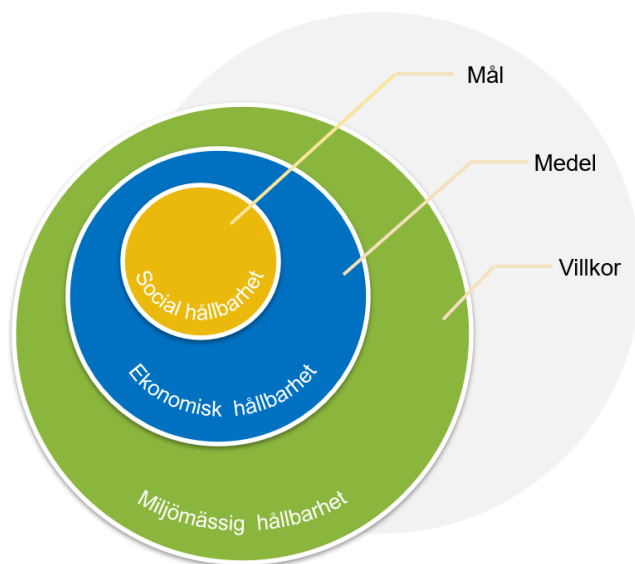 Mål
Medel
Villkor
Social hållbarhet
Ekonomisk hållbarhet
Miljömässig hållbarhet